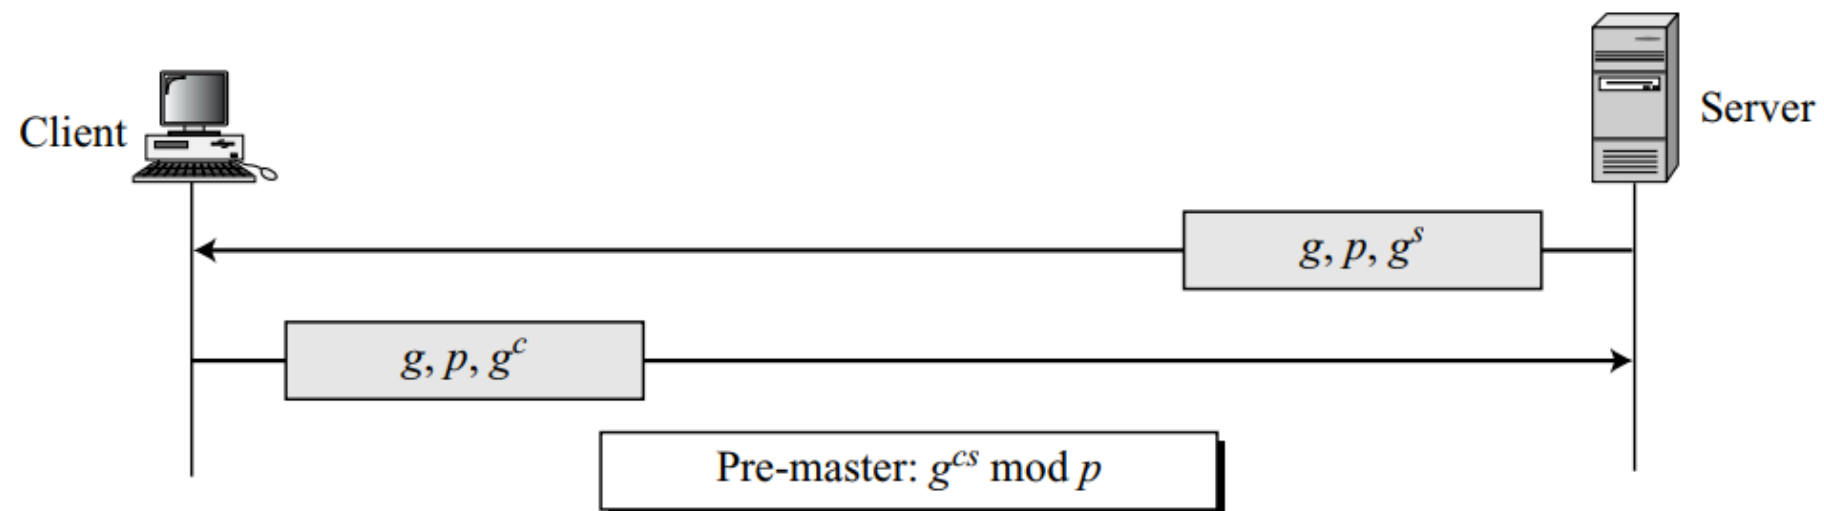 Client
Server
g, p, g^s
g, p, g^c
Pre-master: g^cs mod p